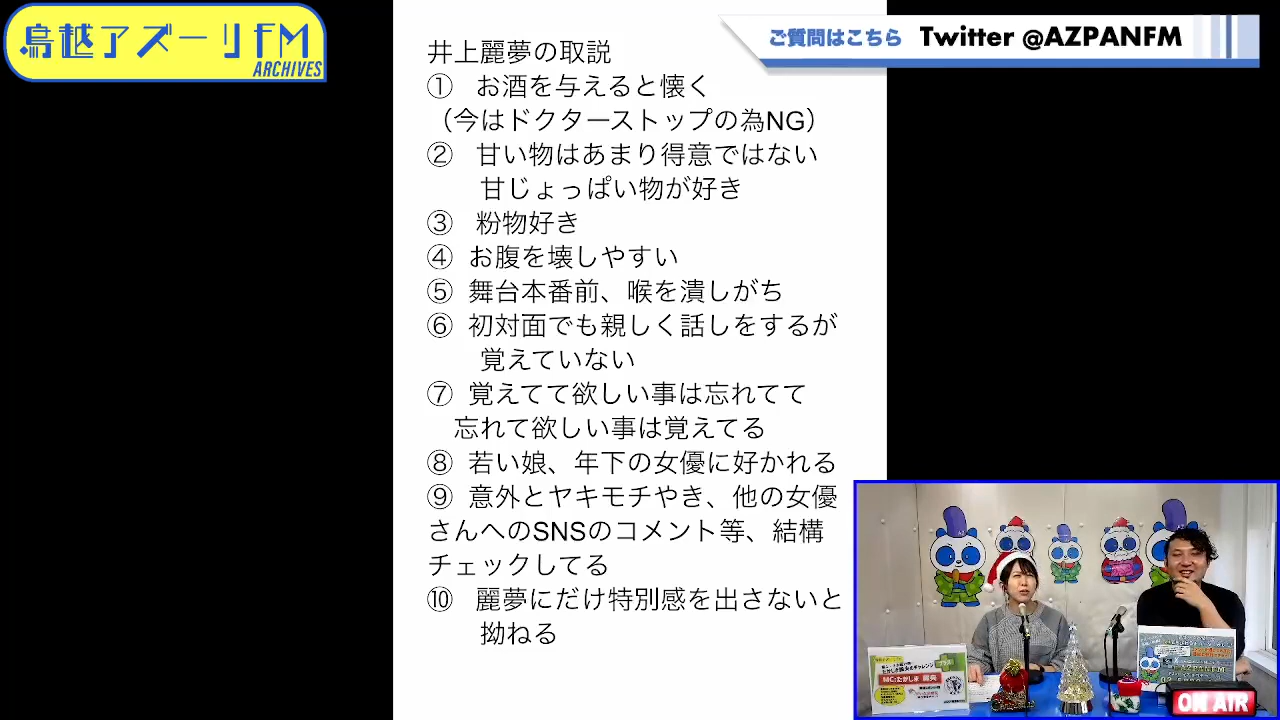 鳥越アズーリFM
ARCHIVES
ご質問はこちら Twitter @AZPANFM
井上麗夢の取説
① お酒を与えると懐く
（今はドクターストップの為NG）
② 甘い物はあまり得意ではない
甘じょっぱい物が好き
③ 粉物好き
④ お腹を壊しやすい
⑤ 舞台本番前、喉を潰しがち
⑥ 初対面でも親しく話しをするが
覚えていない
⑦ 覚えてて欲しい事は忘れてて
忘れて欲しい事は覚えてる
⑧ 若い娘、年下の女優に好かれる
⑨ 意外とヤキモチやき、他の女優
さんへのSNSのコメント等、結構
チェックしてる
⑩ 麗夢にだけ特別感を出さないと
拗ねる
ON AIR